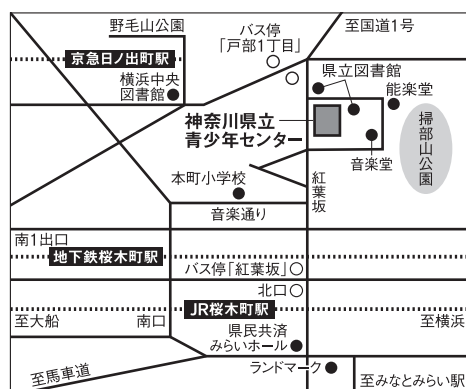 野毛山公園
バス停
「戸部1丁目」
至国道1号
京急日ノ出町駅
県立図書館
横浜中央
図書館
能楽堂
神奈川県立
青少年センター
掃部山公園
音楽堂
本町小学校
紅葉坂
音楽通り
南1出口
地下鉄桜木町駅
バス停「紅葉坂」
北口
JR桜木町駅
至大船
南口
至横浜
県民共済
みらいホール
ランドマーク
至馬車道
至みなとみらい駅